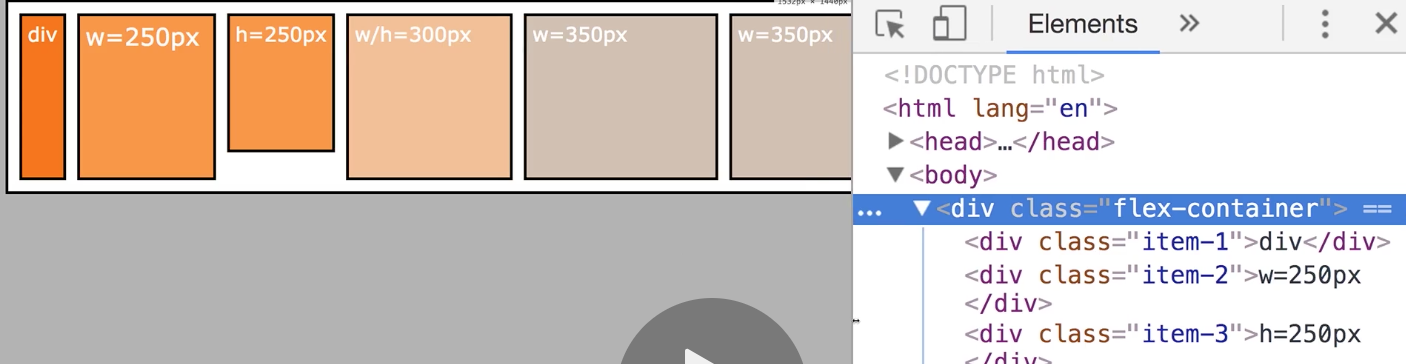 1532px × 1440px
div
w=250px
h=250px
w/h=300px
w=350px
w=350px
Elements
<!DOCTYPE html>
<html lang="en">
<head>…</head>
<body>
<div class="flex-container"> ==
<div class="item-1">div</div>
<div class="item-2">w=250px
</div>
<div class="item-3">h=250px
</div>